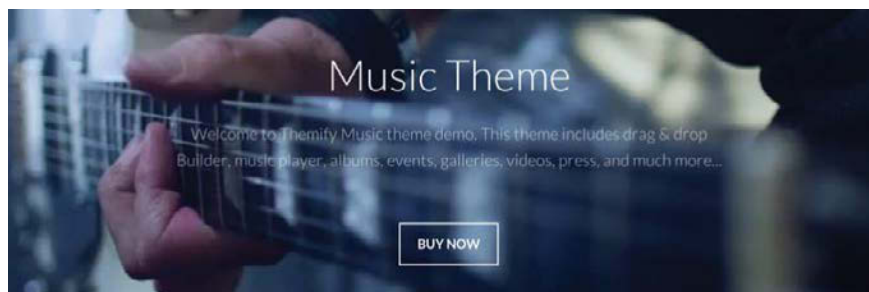 Music Theme
Welcome to Themify Music theme demo. This theme includes drag & drop
Builder, music player, albums, events, galleries, videos, press, and much more...
BUY NOW